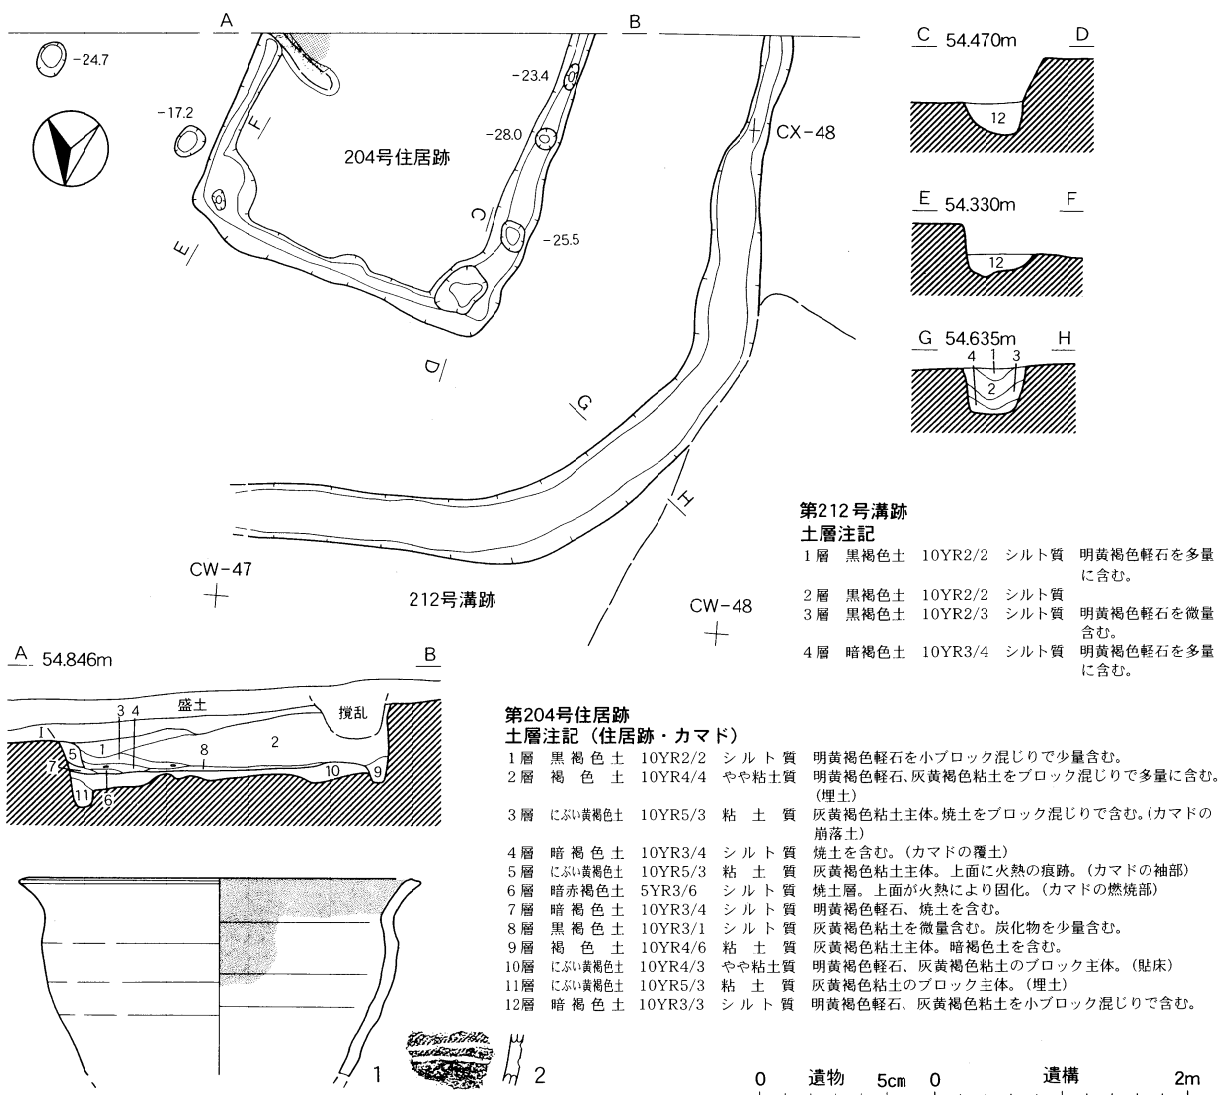 A
B
-24.7
-17.2
-23.4
-28.0
-25.5
204号住居跡
F
E
C
D
G
H
CX-48
CW-47
212号溝跡
CW-48
C 54.470m D
12
E 54.330m F
12
G 54.635m H
4 1 3
2
第212号溝跡
土層注記
1層 黒褐色土 10YR2/2 シルト質 明黄褐色軽石を多量
に含む。
2層 黒褐色土 10YR2/2 シルト質
3層 黒褐色土 10YR2/3 シルト質 明黄褐色軽石を微量
含む。
4層 暗褐色土 10YR3/4 シルト質 明黄褐色軽石を多量
に含む。
A 54.846m B
盛土
撹乱
I
3 4
5 1 8 2
7 10 9
11 6
第204号住居跡
土層注記（住居跡・カマド）
1層 黒褐色土 10YR2/2 シルト質 明黄褐色軽石を小ブロック混じりで少量含む。
2層 褐色土 10YR4/4 やや粘土質 明黄褐色軽石、灰黄褐色粘土をブロック混じりで多量に含む。
（埋土）
3層 にぶい黄褐色土 10YR5/3 粘土質 灰黄褐色粘土主体。焼土をブロック混じりで含む。（カマドの
崩落土）
4層 暗褐色土 10YR3/4 シルト質 焼土を含む。（カマドの覆土）
5層 にぶい黄褐色土 10YR5/3 粘土質 灰黄褐色粘土主体。上面に火熱の痕跡。（カマドの袖部）
6層 暗赤褐色土 5YR3/6 シルト質 焼土層。上面が火熱により固化。（カマドの燃焼部）
7層 暗褐色土 10YR3/4 シルト質 明黄褐色軽石、焼土を含む。
8層 黒褐色土 10YR3/1 シルト質 灰黄褐色粘土を微量含む。炭化物を少量含む。
9層 褐色土 10YR4/6 粘土質 灰黄褐色粘土主体。暗褐色土を含む。
10層 にぶい黄褐色土 10YR4/3 やや粘土質 明黄褐色軽石、灰黄褐色粘土のブロック主体。（貼床）
11層 にぶい黄褐色土 10YR5/3 粘土質 灰黄褐色粘土のブロック主体。（埋土）
12層 暗褐色土 10YR3/3 シルト質 明黄褐色軽石、灰黄褐色粘土を小ブロック混じりで含む。
1
2
0 遺物 5cm 0 遺構 2m